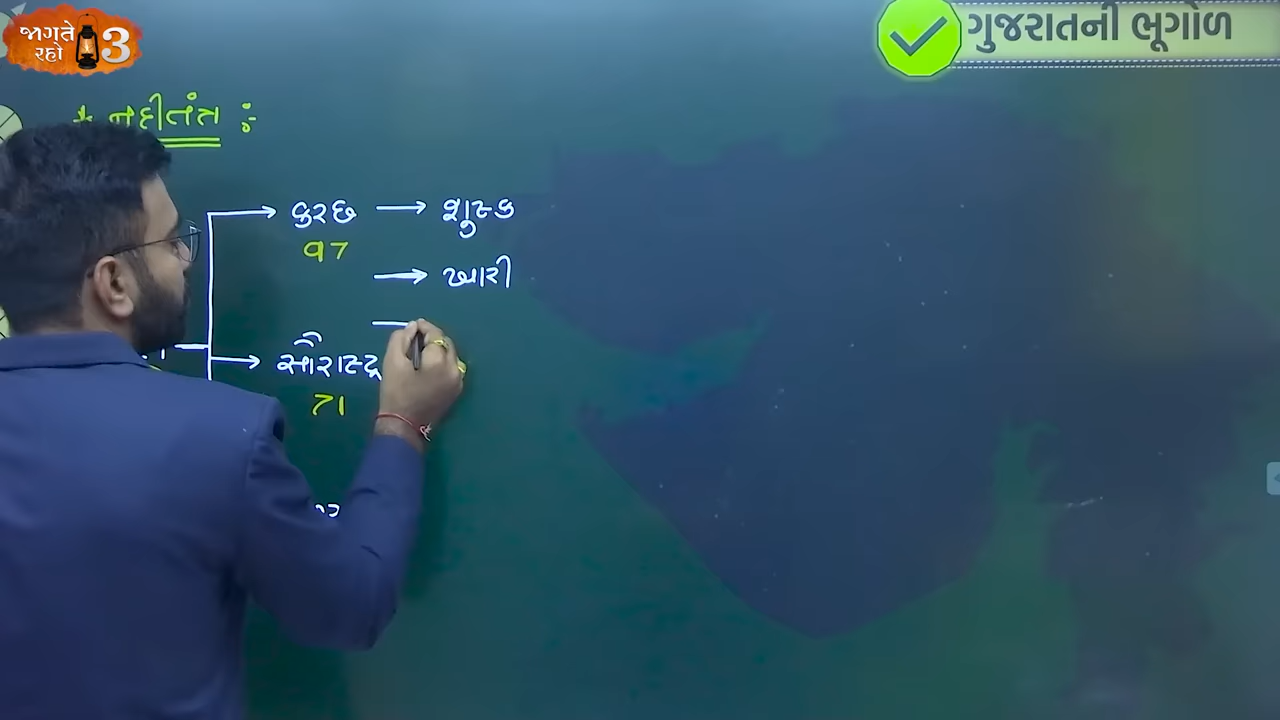 જાગતે
રહો 3
ગુજરાતની ભૂગોળ
* નદીતંત્ર :-
કચ્છ → શુષ્ક
97
→ ખારી
→
સૌરાષ્ટ્ર
71